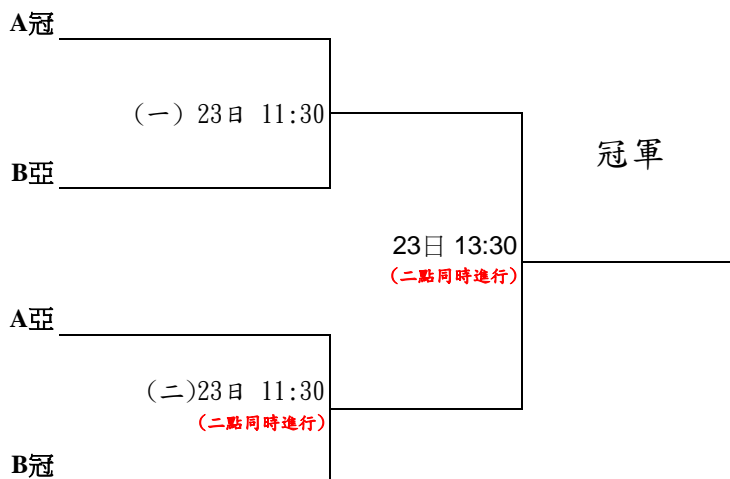 A冠
(一) 23日 11:30
冠軍
B亞
23日 13:30
(二點同時進行)
A亞
(二)23日 11:30
(二點同時進行)
B冠